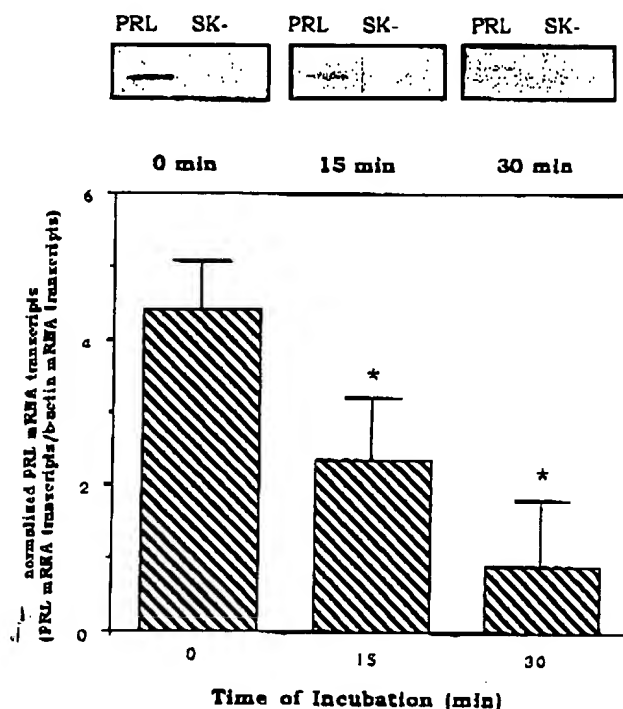 PRL SK- PRL SK- PRL SK-
0 min 15 min 30 min
normalized PRL mRNA transcripts
(PRL mRNA transcripts/b-actin mRNA transcripts)
6
4
2
0
*
*
0 15 30
Time of Incubation (min)